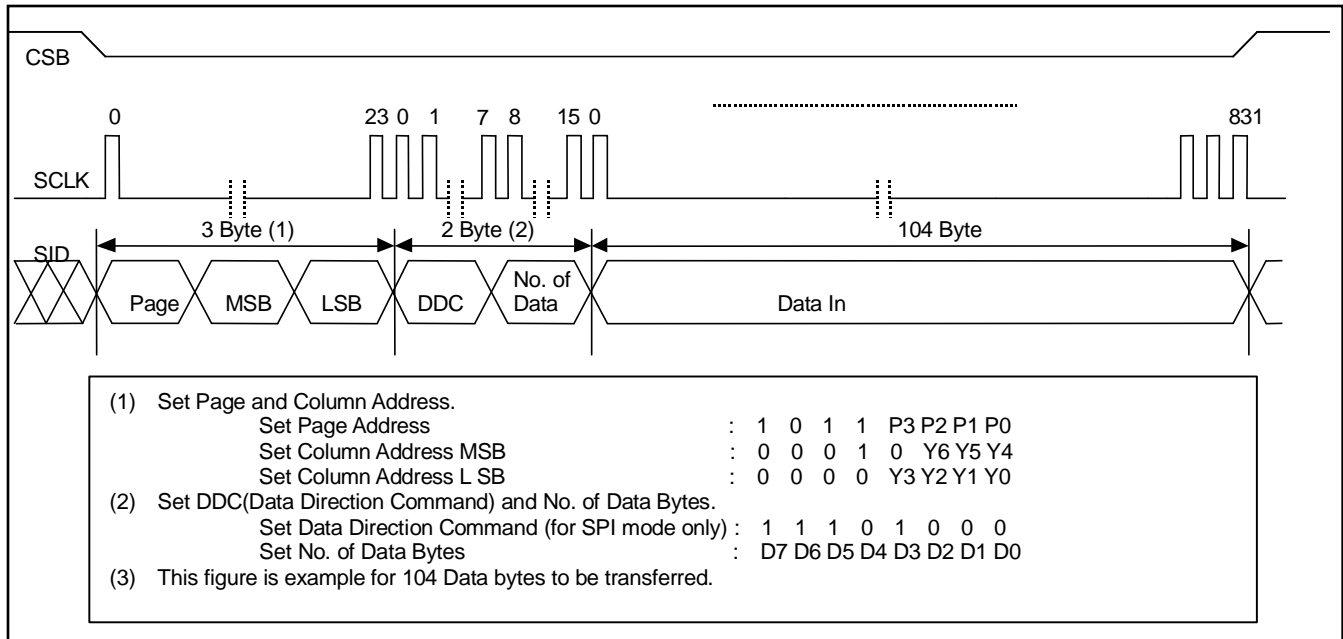 CSB
0 23 0 1 7 8 15 0 831
SCLK
3 Byte (1) 2 Byte (2) 104 Byte
SID
Page MSB LSB DDC No. of Data Data In
(1) Set Page and Column Address.
Set Page Address : 1 0 1 1 P3 P2 P1 P0
Set Column Address MSB : 0 0 0 1 0 Y6 Y5 Y4
Set Column Address L SB : 0 0 0 0 Y3 Y2 Y1 Y0
(2) Set DDC(Data Direction Command) and No. of Data Bytes.
Set Data Direction Command (for SPI mode only) : 1 1 1 0 1 0 0 0
Set No. of Data Bytes : D7 D6 D5 D4 D3 D2 D1 D0
(3) This figure is example for 104 Data bytes to be transferred.